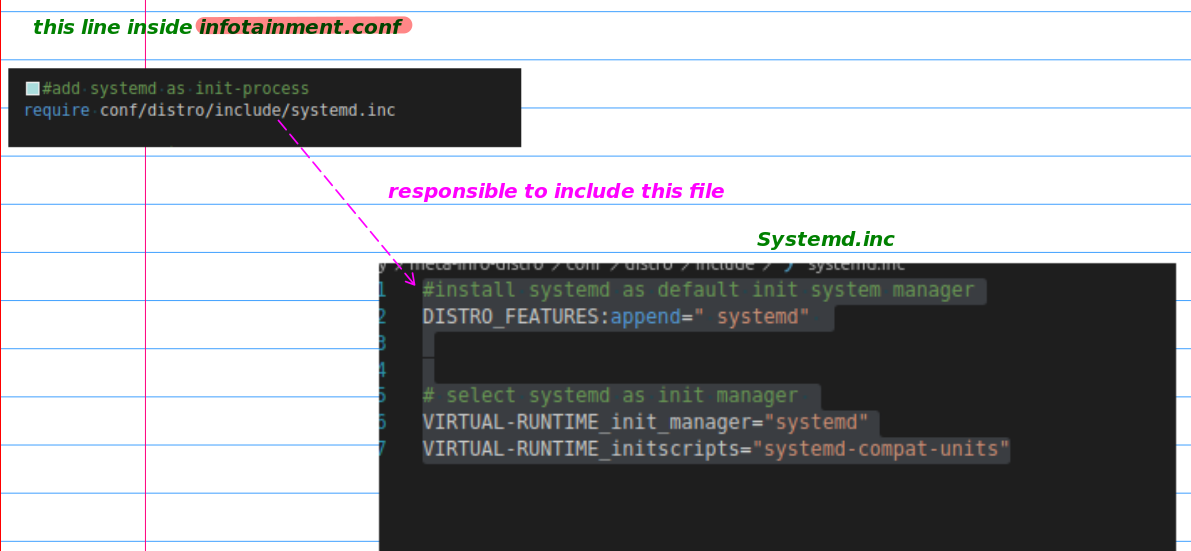 this line inside infotainment.conf
#add systemd as init-process
require conf/distro/include/systemd.inc
responsible to include this file
Systemd.inc
y > meta-info-distro > conf > distro > include > systemd.inc
1 #install systemd as default init system manager
2 DISTRO_FEATURES:append=" systemd"
3
4
5 # select systemd as init manager
6 VIRTUAL-RUNTIME_init_manager="systemd"
7 VIRTUAL-RUNTIME_initscripts="systemd-compat-units"